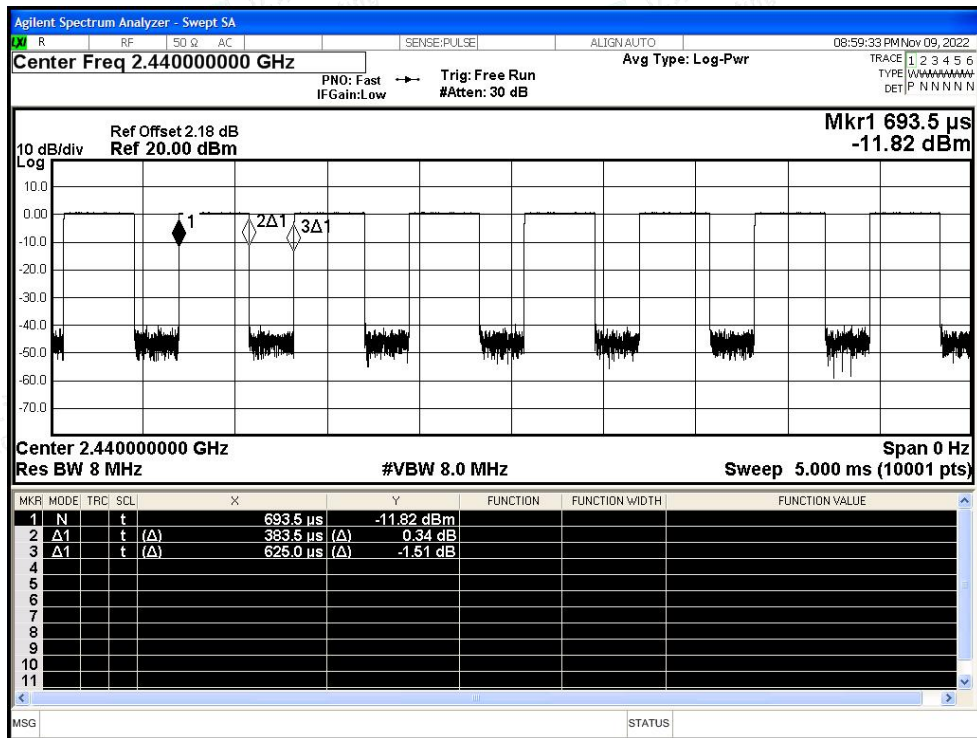 Agilent Spectrum Analyzer - Swept SA
LXI R RF 50 Ω AC SENSE:PULSE ALIGN AUTO 08:59:33 PM Nov 09, 2022
Center Freq 2.440000000 GHz Avg Type: Log-Pwr TRACE 1 2 3 4 5 6
PNO: Fast Trig: Free Run TYPE WWWWWW
IFGain:Low #Atten: 30 dB DET P N N N N N
Mkr1 693.5 µs
Ref Offset 2.18 dB
10 dB/div Ref 20.00 dBm -11.82 dBm
Log
10.0
0.00
1 2Δ1 3Δ1
-10.0
-20.0
-30.0
-40.0
-50.0
-60.0
-70.0
Center 2.440000000 GHz Span 0 Hz
Res BW 8 MHz #VBW 8.0 MHz Sweep 5.000 ms (10001 pts)
MKR MODE TRC SCL X Y FUNCTION FUNCTION WIDTH FUNCTION VALUE
1 N t 693.5 µs -11.82 dBm
2 Δ1 t (Δ) 383.5 µs (Δ) 0.34 dB
3 Δ1 t (Δ) 625.0 µs (Δ) -1.51 dB
4
5
6
7
8
9
10
11
MSG STATUS